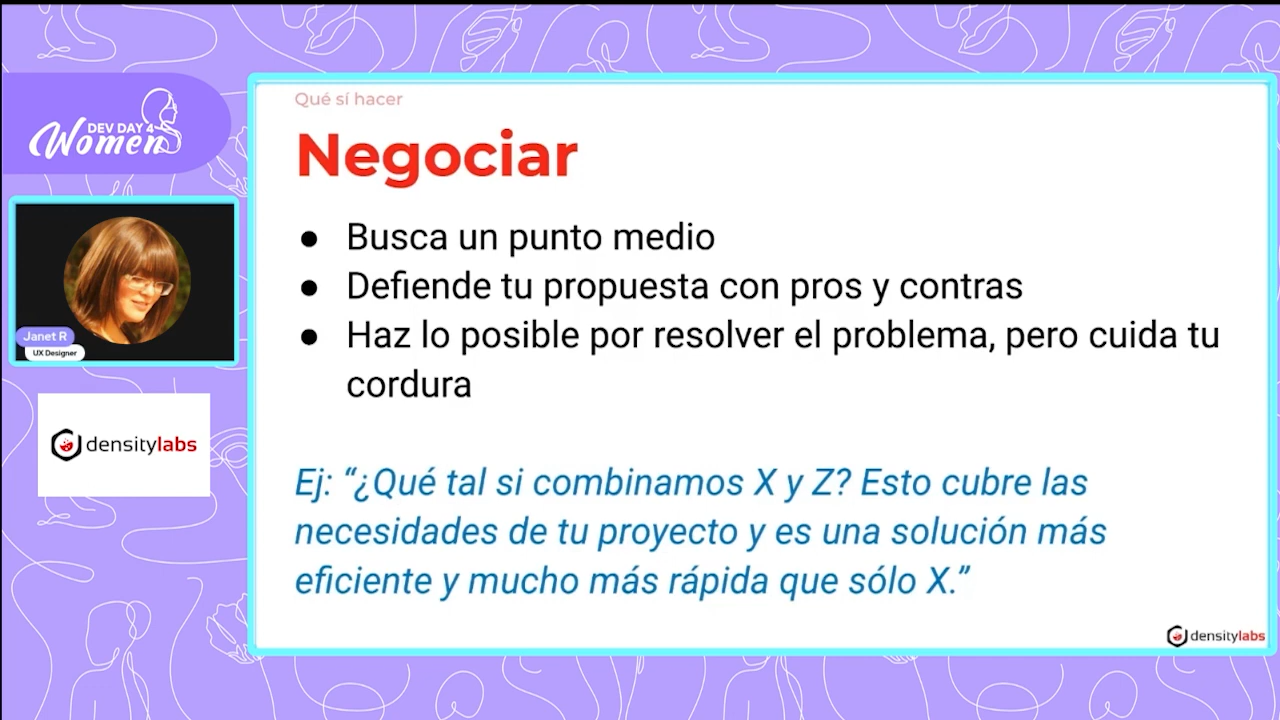 DEV DAY 4
Women
Janet R
UX Designer
densitylabs
Qué sí hacer
Negociar
● Busca un punto medio
● Defiende tu propuesta con pros y contras
● Haz lo posible por resolver el problema, pero cuida tu
cordura
Ej: “¿Qué tal si combinamos X y Z? Esto cubre las
necesidades de tu proyecto y es una solución más
eficiente y mucho más rápida que sólo X.”
densitylabs